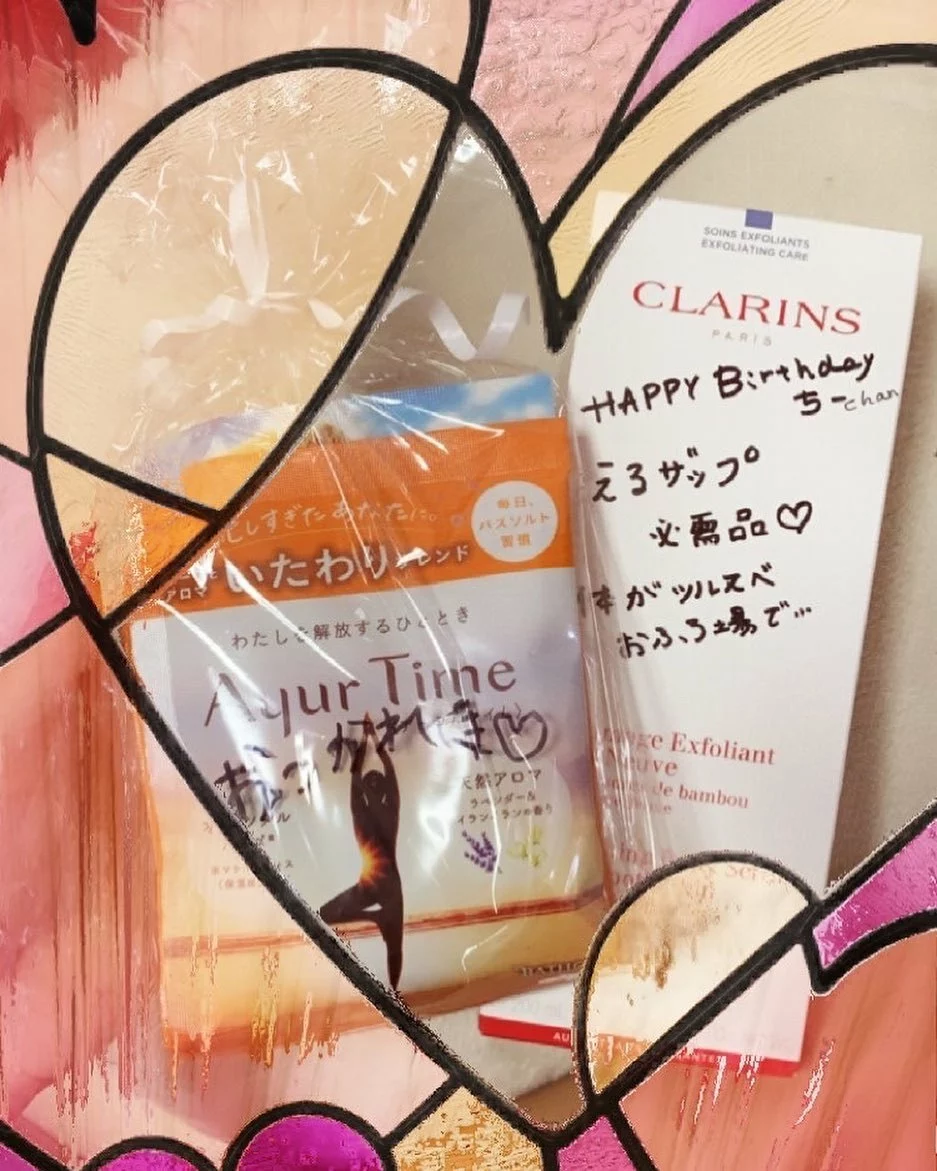 SOINS EXFOLIANTS
EXFOLIATING CARE
CLARINS
PARIS
HAPPY Birthday
ちーchan
えるザップ
必需品♡
体がツルスベ
おふろ場で…
Exfoliant
Neuve
de bambou
しすぎたあなたに。
毎日、
バスソルト
習慣
アロマ
いたわりブレンド
わたしを解放するひととき
Ayur Time
おつかれさま♡
天然アロマ
ラベンダー&
イランイランの香り